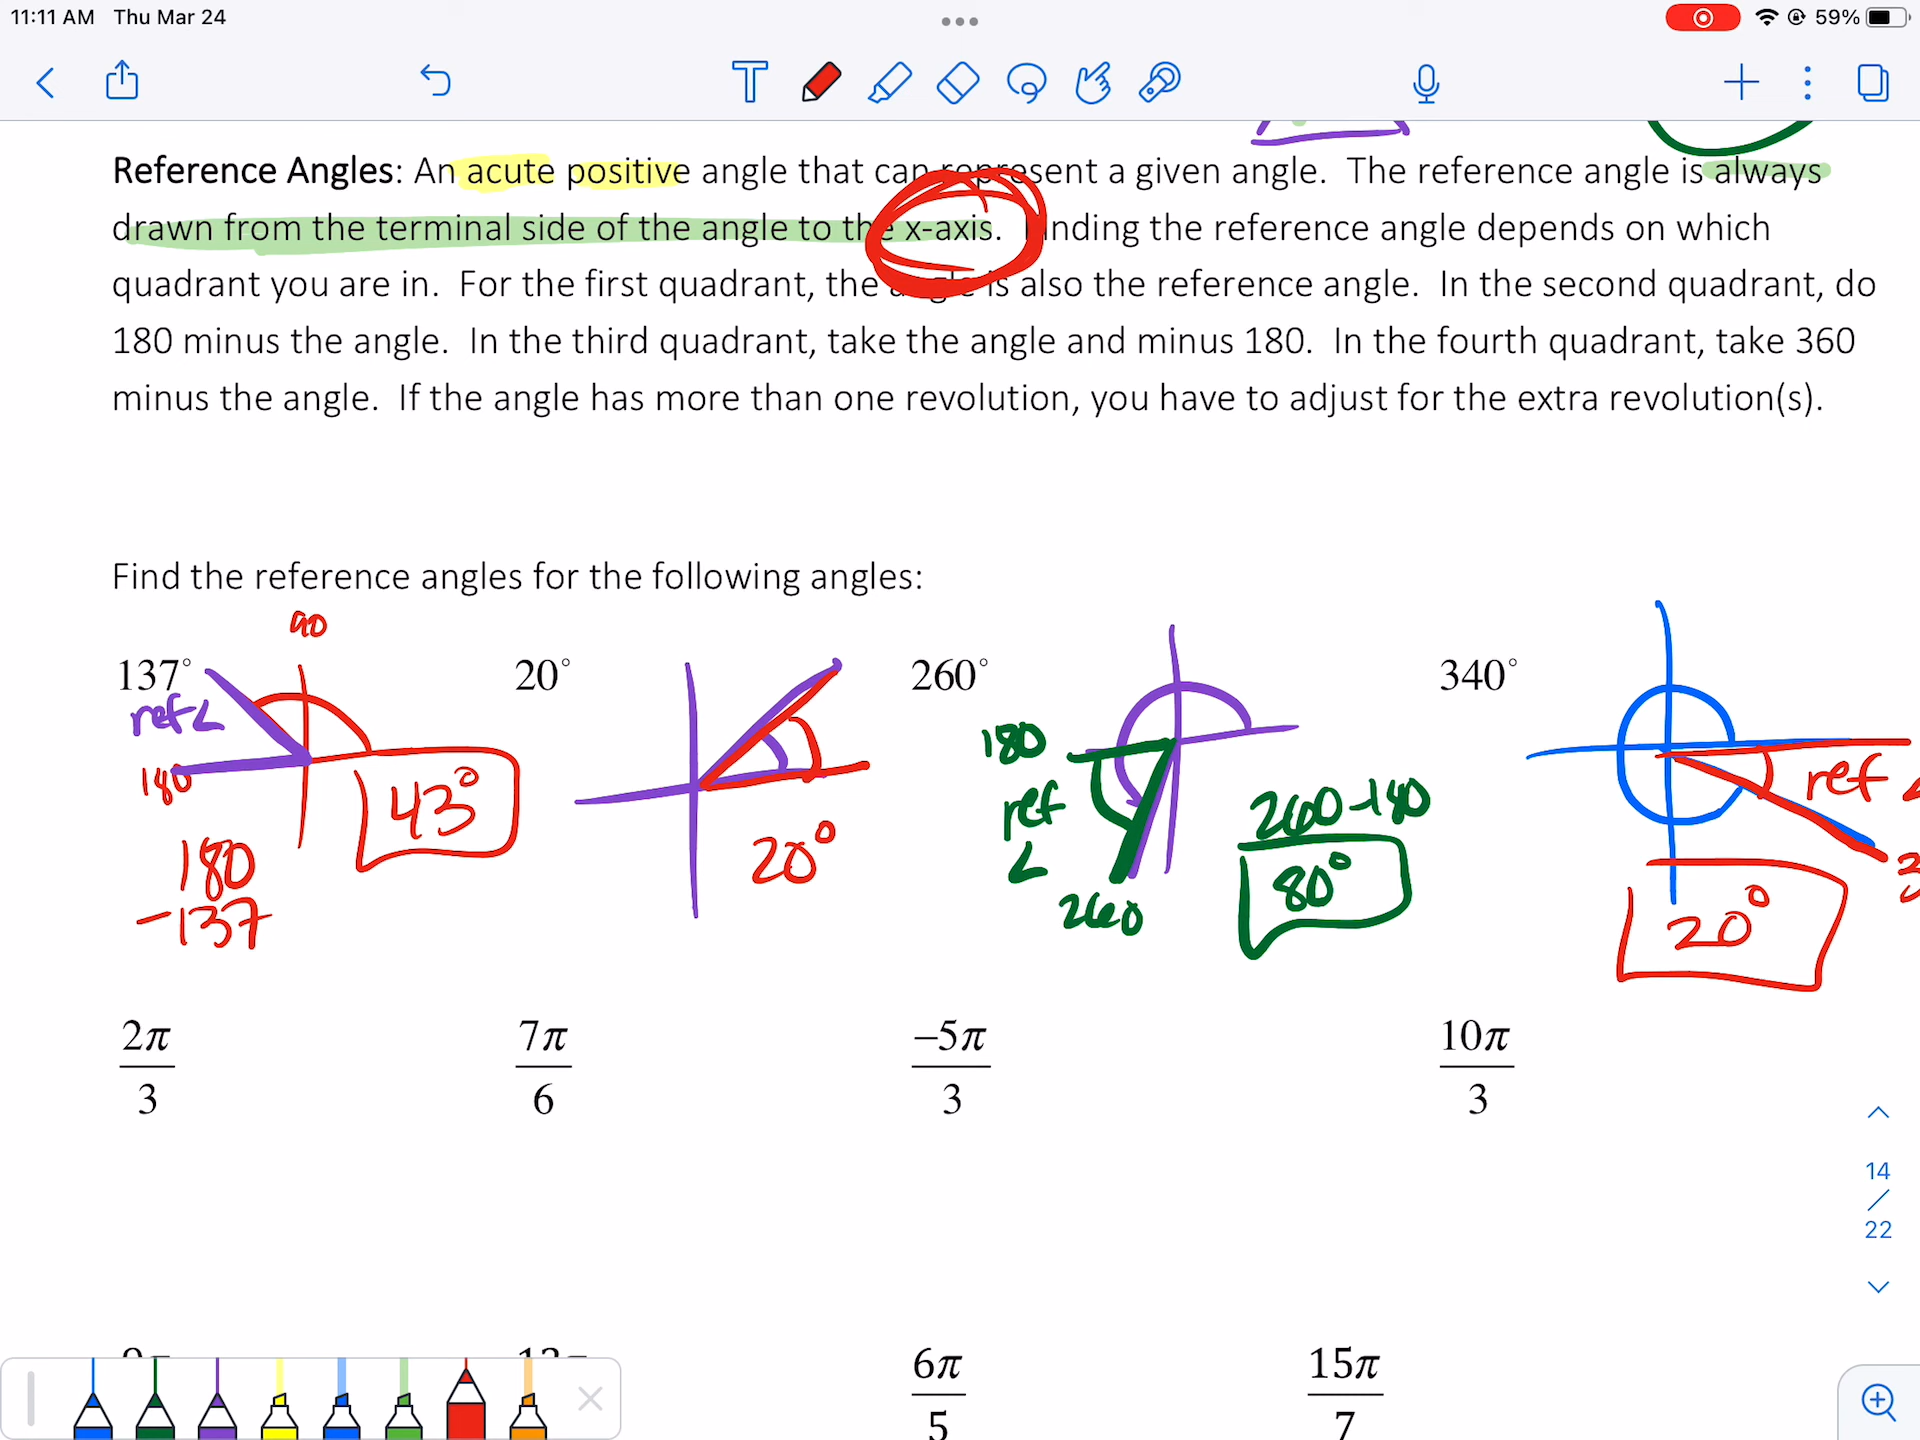 11:11 AM Thu Mar 24
59%
Reference Angles: An acute positive angle that can represent a given angle. The reference angle is always
drawn from the terminal side of the angle to the x-axis. Finding the reference angle depends on which
quadrant you are in. For the first quadrant, the angle is also the reference angle. In the second quadrant, do
180 minus the angle. In the third quadrant, take the angle and minus 180. In the fourth quadrant, take 360
minus the angle. If the angle has more than one revolution, you have to adjust for the extra revolution(s).
Find the reference angles for the following angles:
90
137° 20° 260° 340°
ref ∠
180
43°
180
-137
20°
180
ref
∠
260
260-180
80°
ref ∠
20°
2π/3 7π/6 -5π/3 10π/3
14
/
22
6π/5 15π/7